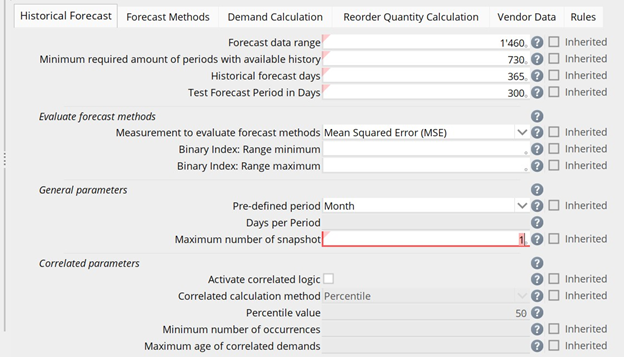 Historical Forecast Forecast Methods Demand Calculation Reorder Quantity Calculation Vendor Data Rules
Forecast data range 1'460. ? Inherited
Minimum required amount of periods with available history 730. ? Inherited
Historical forecast days 365. ? Inherited
Test Forecast Period in Days 300. ? Inherited
Evaluate forecast methods ?
Measurement to evaluate forecast methods Mean Squared Error (MSE) ? Inherited
Binary Index: Range minimum . ? Inherited
Binary Index: Range maximum . ? Inherited
General parameters ?
Pre-defined period Month ? Inherited
Days per Period ?
Maximum number of snapshot 1. ? Inherited
Correlated parameters ?
Activate correlated logic ? Inherited
Correlated calculation method Percentile ? Inherited
Percentile value 50 ? Inherited
Minimum number of occurrences ? Inherited
Maximum age of correlated demands ? Inherited